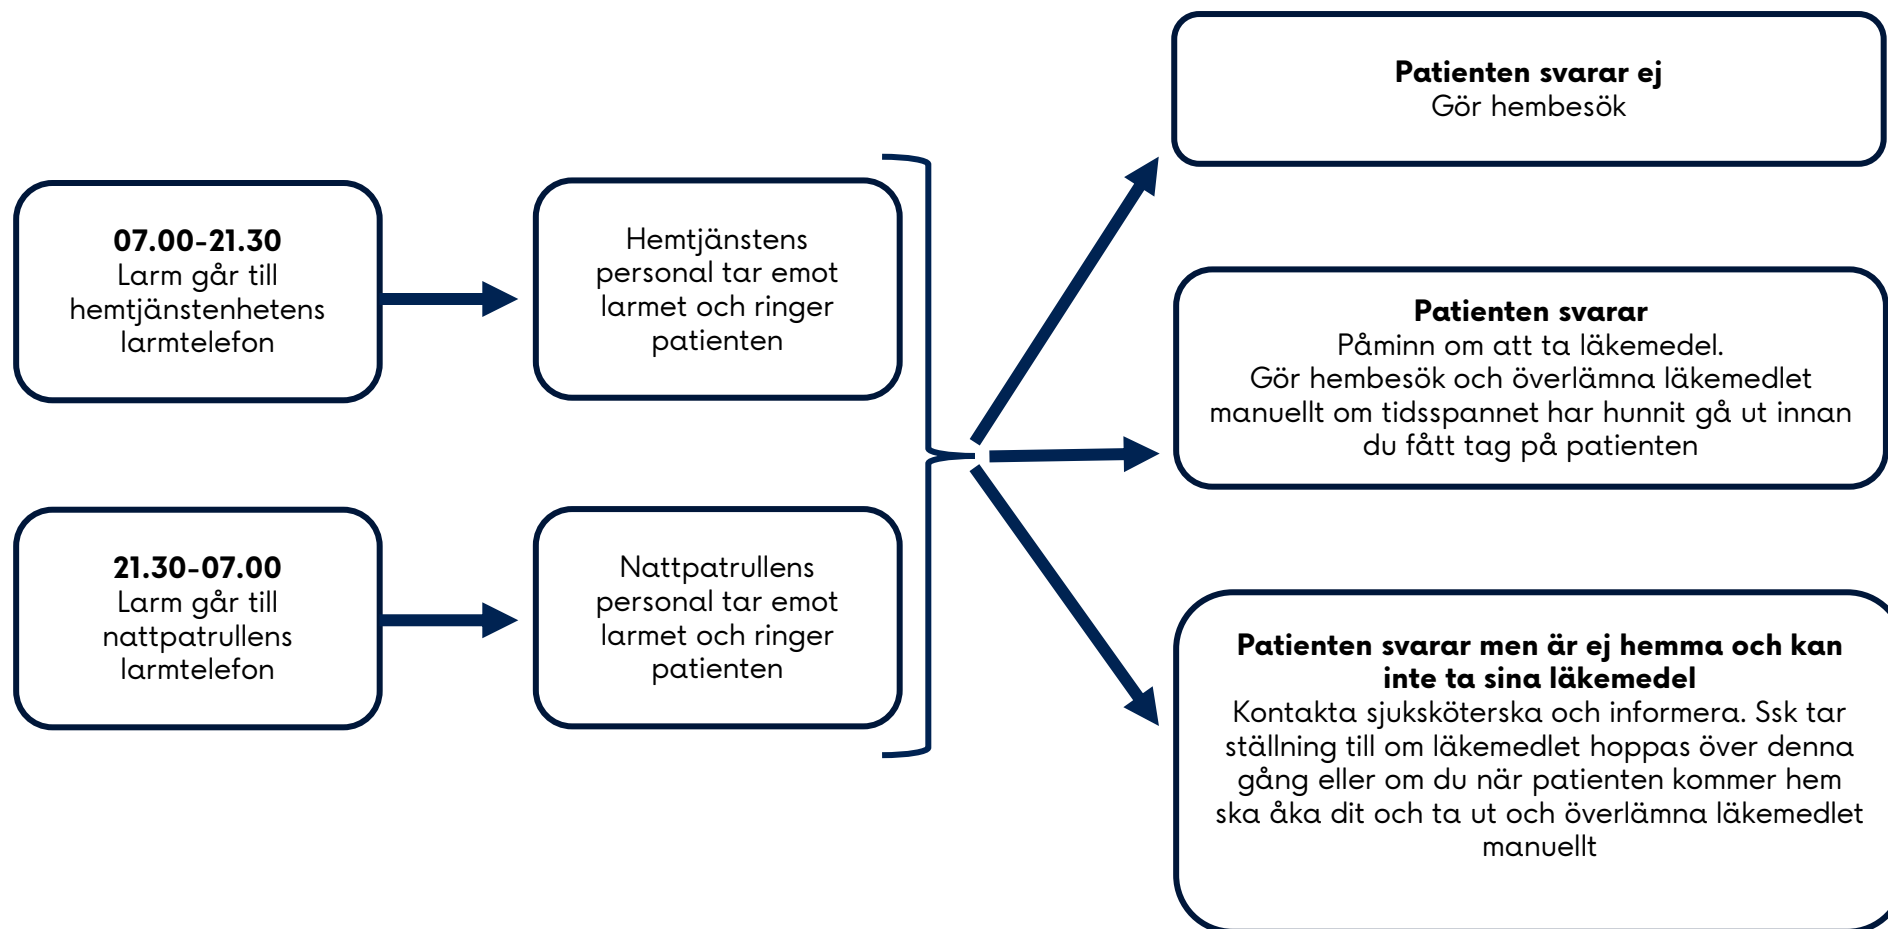 07.00-21.30
Larm går till
hemtjänstenhetens
larmtelefon
Hemtjänstens
personal tar emot
larmet och ringer
patienten
21.30-07.00
Larm går till
nattpatrullens
larmtelefon
Nattpatrullens
personal tar emot
larmet och ringer
patienten
Patienten svarar ej
Gör hembesök
Patienten svarar
Påminn om att ta läkemedel.
Gör hembesök och överlämna läkemedlet
manuellt om tidsspannet har hunnit gå ut innan
du fått tag på patienten
Patienten svarar men är ej hemma och kan
inte ta sina läkemedel
Kontakta sjuksköterska och informera. Ssk tar
ställning till om läkemedlet hoppas över denna
gång eller om du när patienten kommer hem
ska åka dit och ta ut och överlämna läkemedlet
manuellt